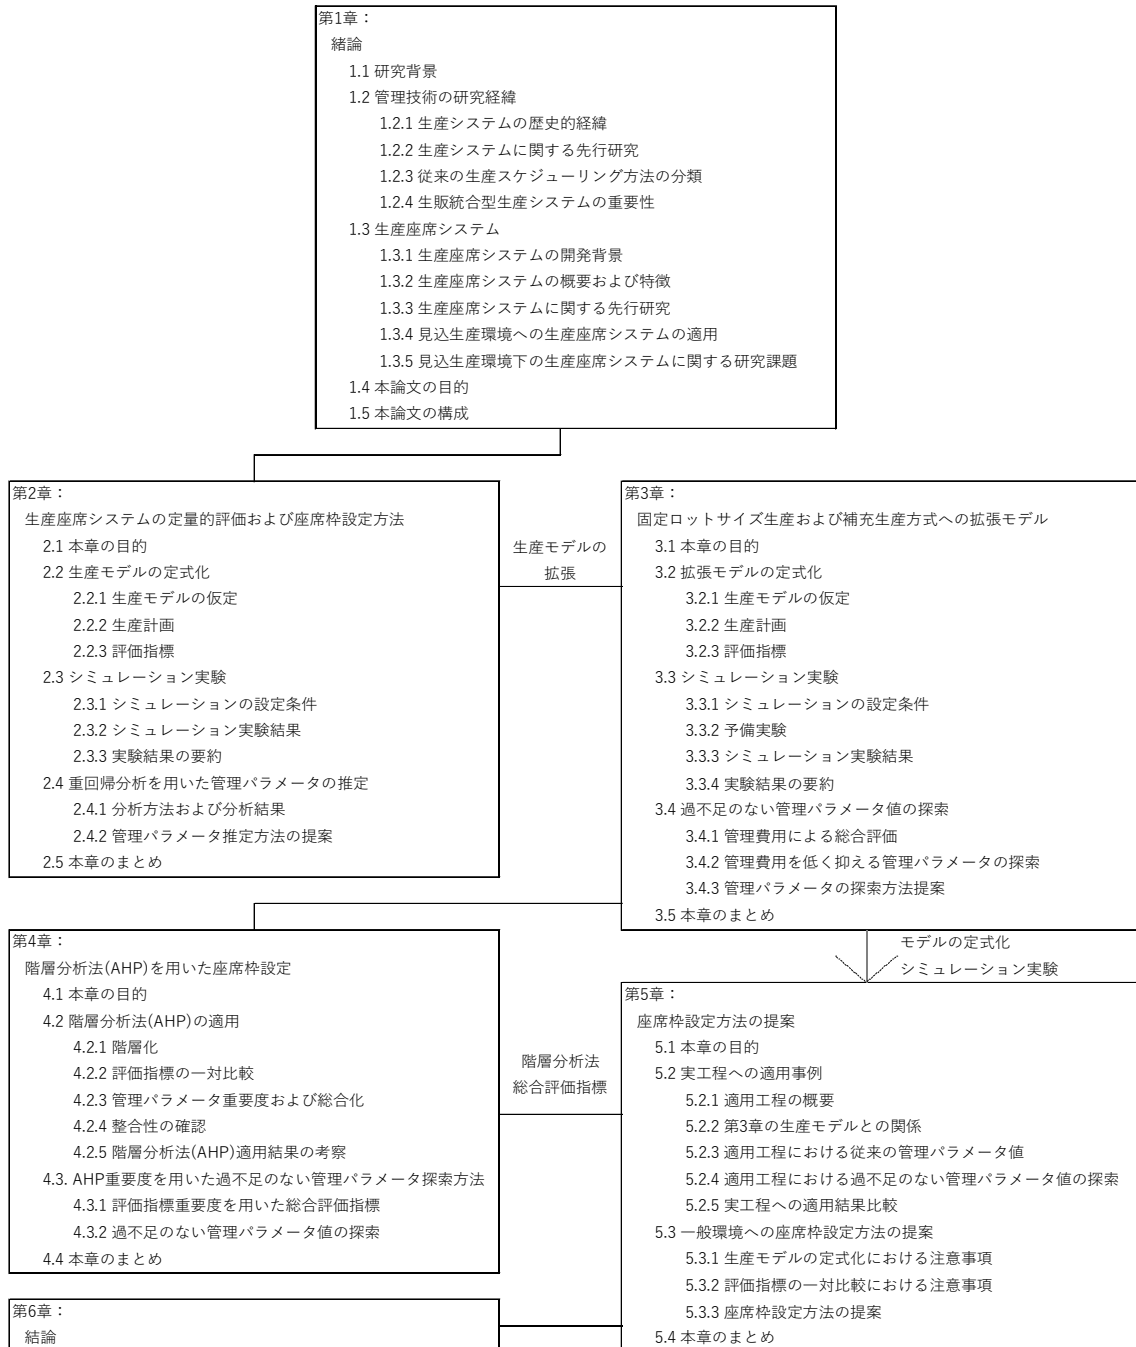 第1章：
緒論
1.1 研究背景
1.2 管理技術の研究経緯
1.2.1 生産システムの歴史的経緯
1.2.2 生産システムに関する先行研究
1.2.3 従来の生産スケジューリング方法の分類
1.2.4 生販統合型生産システムの重要性
1.3 生産座席システム
1.3.1 生産座席システムの開発背景
1.3.2 生産座席システムの概要および特徴
1.3.3 生産座席システムに関する先行研究
1.3.4 見込生産環境への生産座席システムの適用
1.3.5 見込生産環境下の生産座席システムに関する研究課題
1.4 本論文の目的
1.5 本論文の構成
第2章：
生産座席システムの定量的評価および座席枠設定方法
2.1 本章の目的
2.2 生産モデルの定式化
2.2.1 生産モデルの仮定
2.2.2 生産計画
2.2.3 評価指標
2.3 シミュレーション実験
2.3.1 シミュレーションの設定条件
2.3.2 シミュレーション実験結果
2.3.3 実験結果の要約
2.4 重回帰分析を用いた管理パラメータの推定
2.4.1 分析方法および分析結果
2.4.2 管理パラメータ推定方法の提案
2.5 本章のまとめ
生産モデルの
拡張
第3章：
固定ロットサイズ生産および補充生産方式への拡張モデル
3.1 本章の目的
3.2 拡張モデルの定式化
3.2.1 生産モデルの仮定
3.2.2 生産計画
3.2.3 評価指標
3.3 シミュレーション実験
3.3.1 シミュレーションの設定条件
3.3.2 予備実験
3.3.3 シミュレーション実験結果
3.3.4 実験結果の要約
3.4 過不足のない管理パラメータ値の探索
3.4.1 管理費用による総合評価
3.4.2 管理費用を低く抑える管理パラメータの探索
3.4.3 管理パラメータの探索方法提案
3.5 本章のまとめ
第4章：
階層分析法(AHP)を用いた座席枠設定
4.1 本章の目的
4.2 階層分析法(AHP)の適用
4.2.1 階層化
4.2.2 評価指標の一対比較
4.2.3 管理パラメータ重要度および総合化
4.2.4 整合性の確認
4.2.5 階層分析法(AHP)適用結果の考察
4.3. AHP重要度を用いた過不足のない管理パラメータ探索方法
4.3.1 評価指標重要度を用いた総合評価指標
4.3.2 過不足のない管理パラメータ値の探索
4.4 本章のまとめ
階層分析法
総合評価指標
モデルの定式化
シミュレーション実験
第5章：
座席枠設定方法の提案
5.1 本章の目的
5.2 実工程への適用事例
5.2.1 適用工程の概要
5.2.2 第3章の生産モデルとの関係
5.2.3 適用工程における従来の管理パラメータ値
5.2.4 適用工程における過不足のない管理パラメータ値の探索
5.2.5 実工程への適用結果比較
5.3 一般環境への座席枠設定方法の提案
5.3.1 生産モデルの定式化における注意事項
5.3.2 評価指標の一対比較における注意事項
5.3.3 座席枠設定方法の提案
5.4 本章のまとめ
第6章：
結論